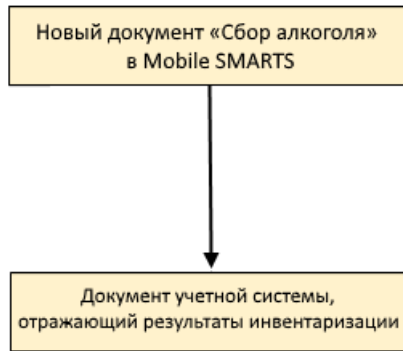 Новый документ «Сбор алкоголя»
в Mobile SMARTS
Документ учетной системы,
отражающий результаты инвентаризации